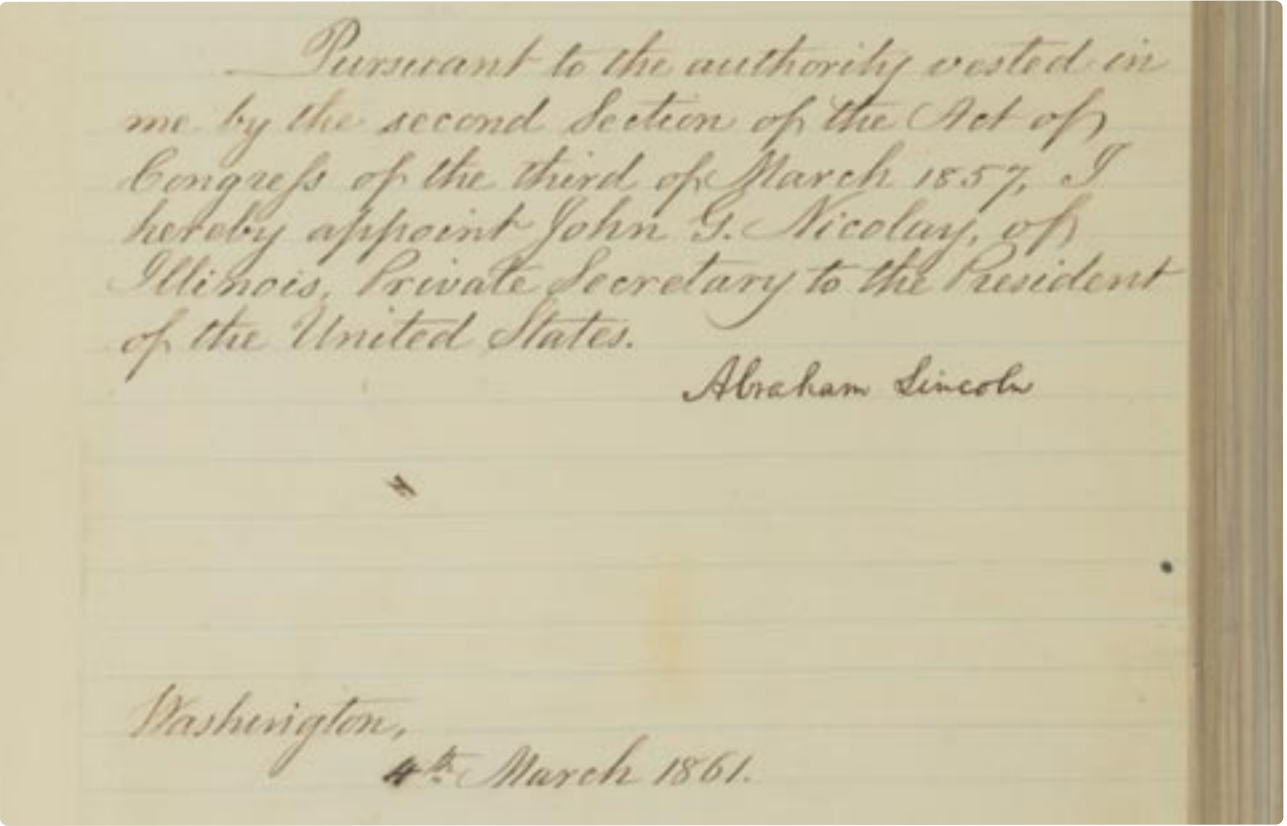 Pursuant to the authority vested in
me by the second Section of the Act of
Congress of the third of March 1857, I
hereby appoint John G. Nicolay, of
Illinois, Private Secretary to the President
of the United States.
Abraham Lincoln
Washington,
4th March 1861.